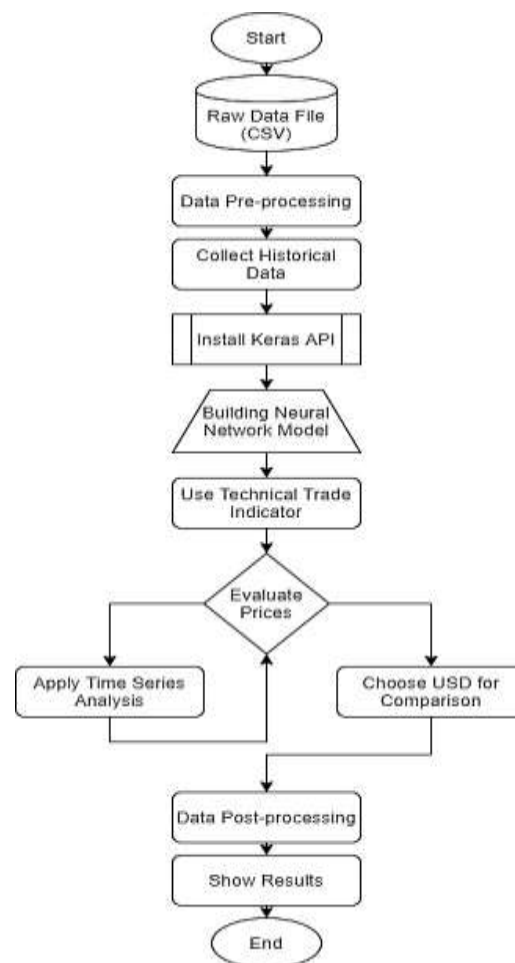 Start
Raw Data File
(CSV)
Data Pre-processing
Collect Historical
Data
Install Keras API
Building Neural
Network Model
Use Technical Trade
Indicator
Evaluate
Prices
Apply Time Series
Analysis
Choose USD for
Comparison
Data Post-processing
Show Results
End